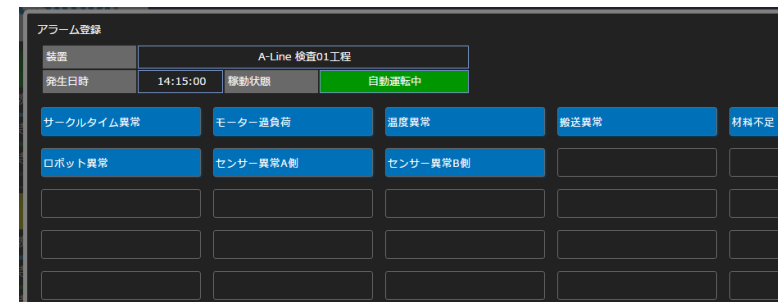 アラーム登録
装置 A-Line 検査01工程
発生日時 14:15:00 稼動状態 自動運転中
サークルタイム異常 モーター過負荷 温度異常 搬送異常 材料不足
ロボット異常 センサー異常A側 センサー異常B側